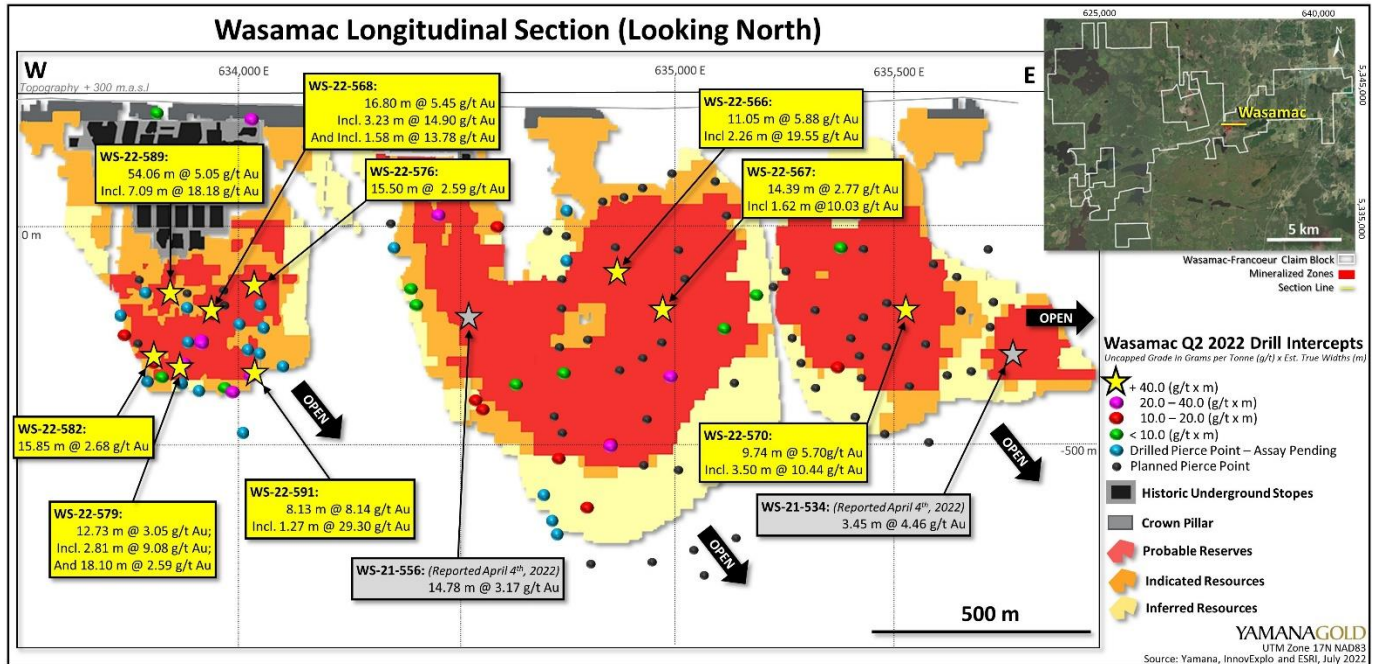 Wasamac Longitudinal Section (Looking North)
W
E
Topography + 300 m.a.s.l
634,000 E
635,000 E
635,500 E
WS-22-568:
16.80 m @ 5.45 g/t Au
Incl. 3.23 m @ 14.90 g/t Au
And Incl. 1.58 m @ 13.78 g/t Au
WS-22-566:
11.05 m @ 5.88 g/t Au
Incl 2.26 m @ 19.55 g/t Au
WS-22-589:
54.06 m @ 5.05 g/t Au
Incl. 7.09 m @ 18.18 g/t Au
WS-22-576:
15.50 m @ 2.59 g/t Au
WS-22-567:
14.39 m @ 2.77 g/t Au
Incl 1.62 m @10.03 g/t Au
0 m
OPEN
WS-22-582:
15.85 m @ 2.68 g/t Au
OPEN
WS-22-570:
9.74 m @ 5.70g/t Au
Incl. 3.50 m @ 10.44 g/t Au
-500 m
OPEN
WS-22-591:
8.13 m @ 8.14 g/t Au
Incl. 1.27 m @ 29.30 g/t Au
WS-22-579:
12.73 m @ 3.05 g/t Au;
Incl. 2.81 m @ 9.08 g/t Au;
And 18.10 m @ 2.59 g/t Au
WS-21-534: (Reported April 4th, 2022)
3.45 m @ 4.46 g/t Au
OPEN
WS-21-556: (Reported April 4th, 2022)
14.78 m @ 3.17 g/t Au
500 m
625,000
640,000
N
5,345,000
Wasamac
5,335,000
5 km
Wasamac-Francoeur Claim Block
Mineralized Zones
Section Line
Wasamac Q2 2022 Drill Intercepts
Uncapped Grade In Grams per Tonne (g/t) x Est. True Widths (m)
+ 40.0 (g/t x m)
20.0 – 40.0 (g/t x m)
10.0 – 20.0 (g/t x m)
< 10.0 (g/t x m)
Drilled Pierce Point – Assay Pending
Planned Pierce Point
Historic Underground Stopes
Crown Pillar
Probable Reserves
Indicated Resources
Inferred Resources
YAMANAGOLD
UTM Zone 17N NAD83
Source: Yamana, InnovExplo and ESRI, July 2022